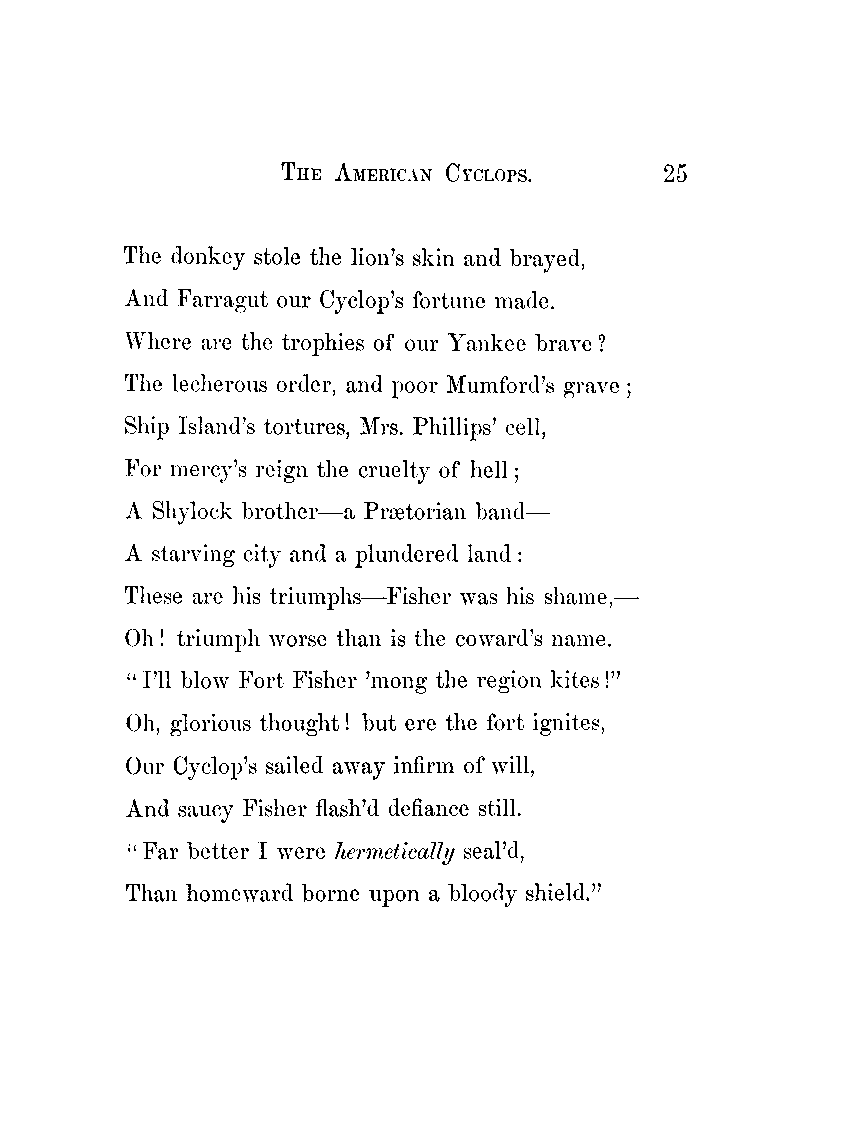 The American Cyclops. 25
The donkey stole the lion's skin and brayed,
And Farragut our Cyclop's fortune made.
Where are the trophies of our Yankee brave?
The lecherous order, and poor Mumford's grave;
Ship Island's tortures, Mrs. Phillips' cell,
For mercy's reign the cruelty of hell;
A Shylock brother—a Prætorian band—
A starving city and a plundered land:
These are his triumphs—Fisher was his shame,—
Oh! triumph worse than is the coward's name.
"I'll blow Fort Fisher 'mong the region kites!"
Oh, glorious thought! but ere the fort ignites,
Our Cyclop's sailed away infirm of will,
And saucy Fisher flash'd defiance still.
"Far better I were hermetically seal'd,
Than homeward borne upon a bloody shield."